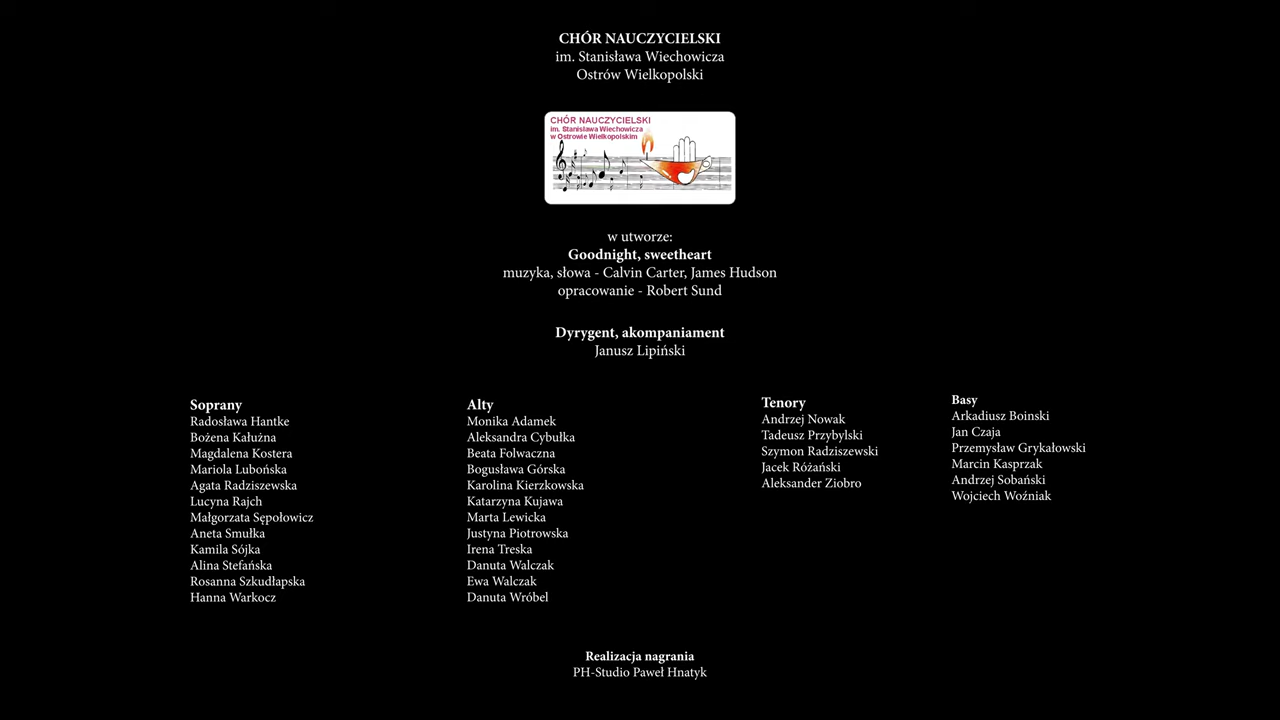 CHÓR NAUCZYCIELSKI
im. Stanisława Wiechowicza
Ostrów Wielkopolski
CHÓR NAUCZYCIELSKI
im. Stanisława Wiechowicza
w Ostrowie Wielkopolskim
w utworze:
Goodnight, sweetheart
muzyka, słowa - Calvin Carter, James Hudson
opracowanie - Robert Sund
Dyrygent, akompaniament
Janusz Lipiński
Soprany
Radosława Hantke
Bożena Kałużna
Magdalena Kostera
Mariola Lubońska
Agata Radziszewska
Lucyna Rajch
Małgorzata Sępołowicz
Aneta Smułka
Kamila Sójka
Alina Stefańska
Rosanna Szkudłapska
Hanna Warkocz
Alty
Monika Adamek
Aleksandra Cybułka
Beata Folwaczna
Bogusława Górska
Karolina Kierzkowska
Katarzyna Kujawa
Marta Lewicka
Justyna Piotrowska
Irena Treska
Danuta Walczak
Ewa Walczak
Danuta Wróbel
Tenory
Andrzej Nowak
Tadeusz Przybylski
Szymon Radziszewski
Jacek Różański
Aleksander Ziobro
Basy
Arkadiusz Boinski
Jan Czaja
Przemysław Grykałowski
Marcin Kasprzak
Andrzej Sobański
Wojciech Woźniak
Realizacja nagrania
PH-Studio Paweł Hnatyk